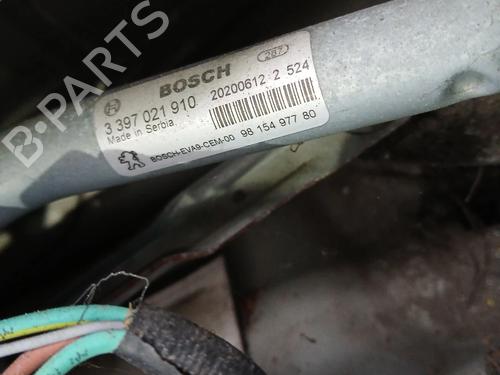 BOSCH
287
3 397 021 910 20200612 2 524
Made in Serbia
BOSCH-EVA9-CEM-00 98 154 977 80
B-PARTS